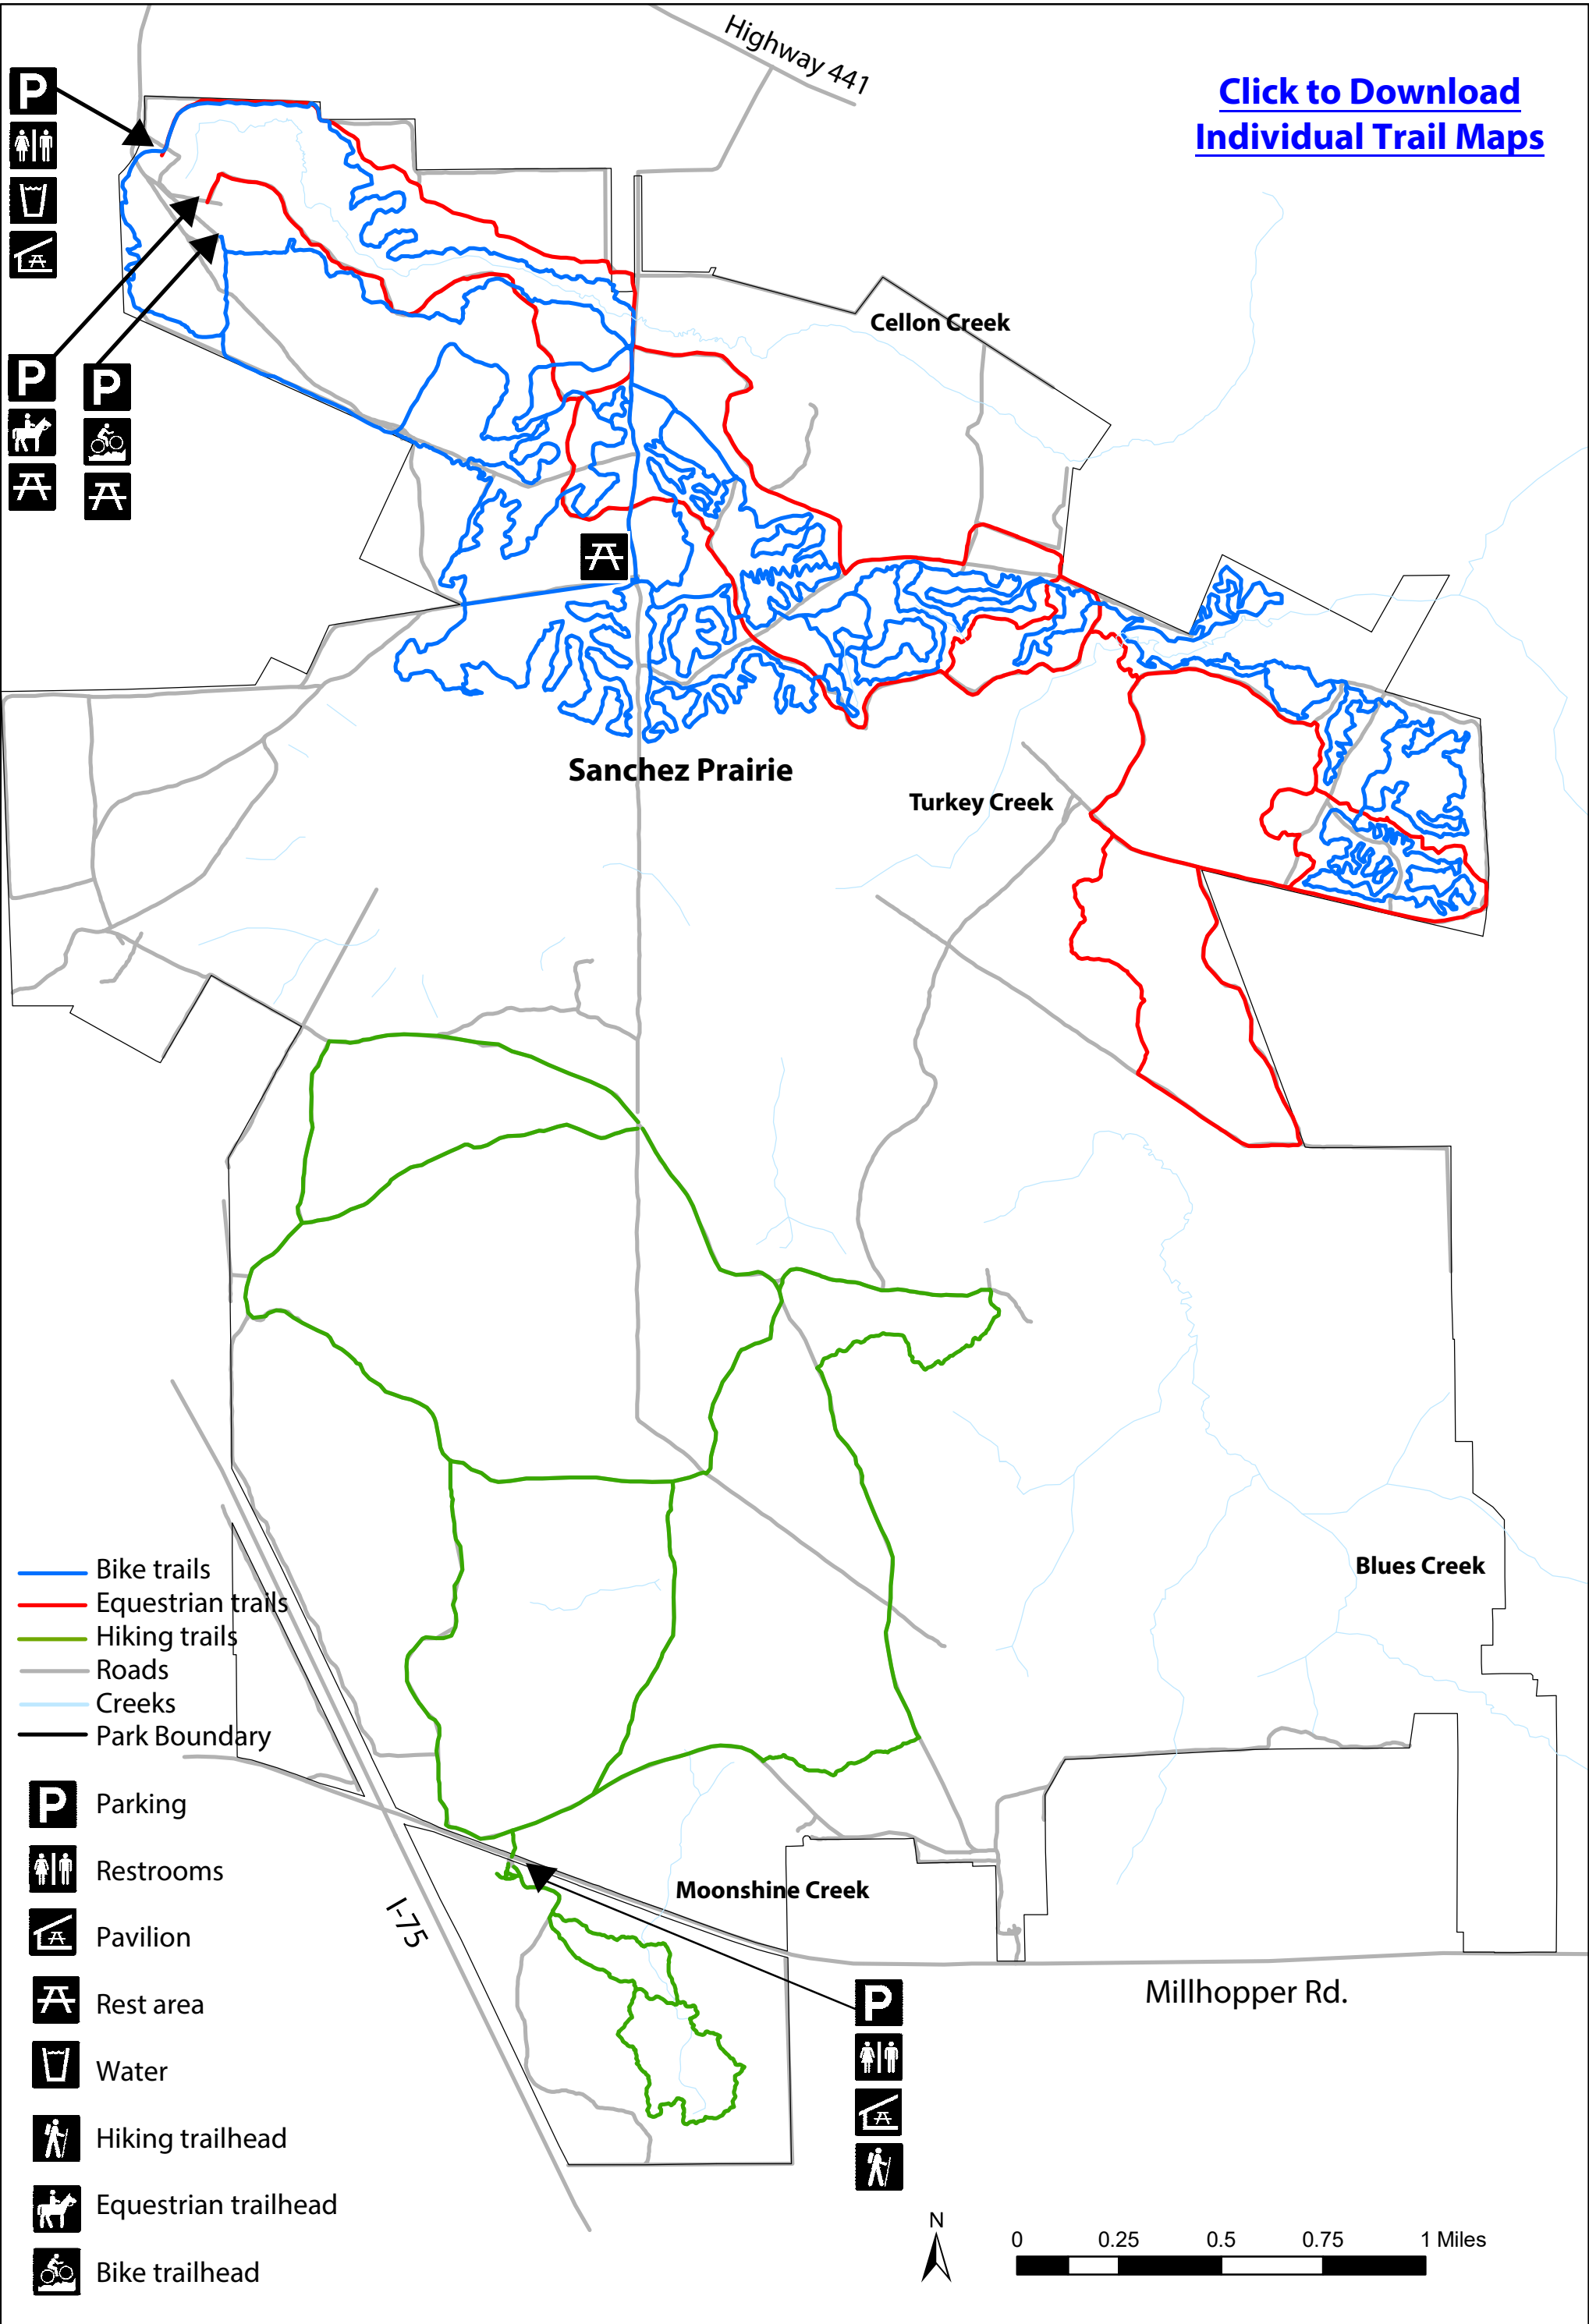 Highway 441
Click to Download
Individual Trail Maps
P
P
P
Cellon Creek
Sanchez Prairie
Turkey Creek
Blues Creek
Bike trails
Equestrian trails
Hiking trails
Roads
Creeks
Park Boundary
P Parking
Restrooms
Pavilion
Rest area
Water
Hiking trailhead
Equestrian trailhead
Bike trailhead
I-75
Moonshine Creek
Millhopper Rd.
P
N
0 0.25 0.5 0.75 1 Miles